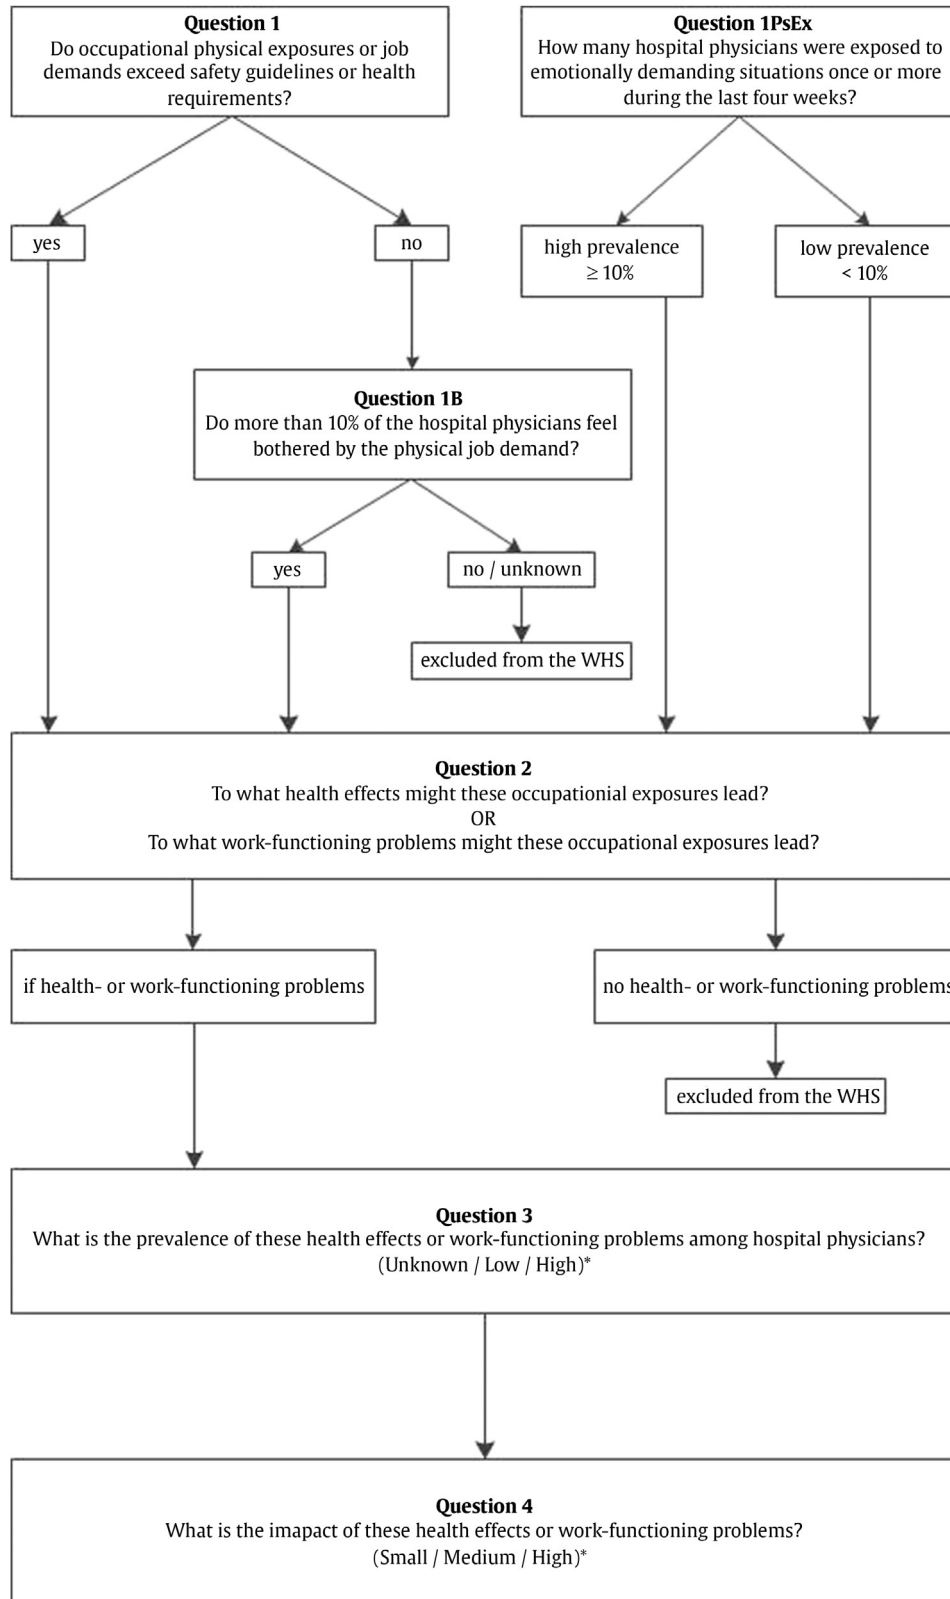 Question 1
Do occupational physical exposures or job
demands exceed safety guidelines or health
requirements?
Question 1PsEx
How many hospital physicians were exposed to
emotionally demanding situations once or more
during the last four weeks?
yes
no
high prevalence
≥ 10%
low prevalence
< 10%
Question 1B
Do more than 10% of the hospital physicians feel
bothered by the physical job demand?
yes
no / unknown
excluded from the WHS
Question 2
To what health effects might these occupationial exposures lead?
OR
To what work-functioning problems might these occupational exposures lead?
if health- or work-functioning problems
no health- or work-functioning problems
excluded from the WHS
Question 3
What is the prevalence of these health effects or work-functioning problems among hospital physicians?
(Unknown / Low / High)*
Question 4
What is the imapact of these health effects or work-functioning problems?
(Small / Medium / High)*